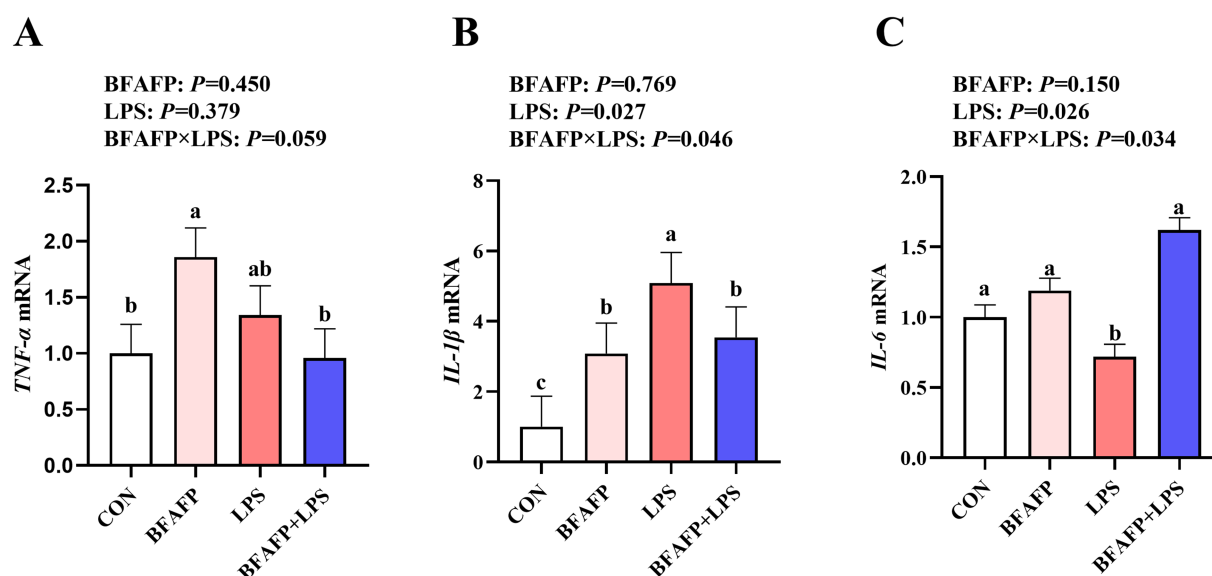 A
BFAFP: P=0.450
LPS: P=0.379
BFAFP×LPS: P=0.059
TNF-α mRNA
2.5
2.0
1.5
1.0
0.5
0.0
b
a
ab
b
CON
BFAFP
LPS
BFAFP+LPS
B
BFAFP: P=0.769
LPS: P=0.027
BFAFP×LPS: P=0.046
IL-1β mRNA
8
6
4
2
0
c
b
a
b
CON
BFAFP
LPS
BFAFP+LPS
C
BFAFP: P=0.150
LPS: P=0.026
BFAFP×LPS: P=0.034
IL-6 mRNA
2.0
1.5
1.0
0.5
0.0
a
a
b
a
CON
BFAFP
LPS
BFAFP+LPS